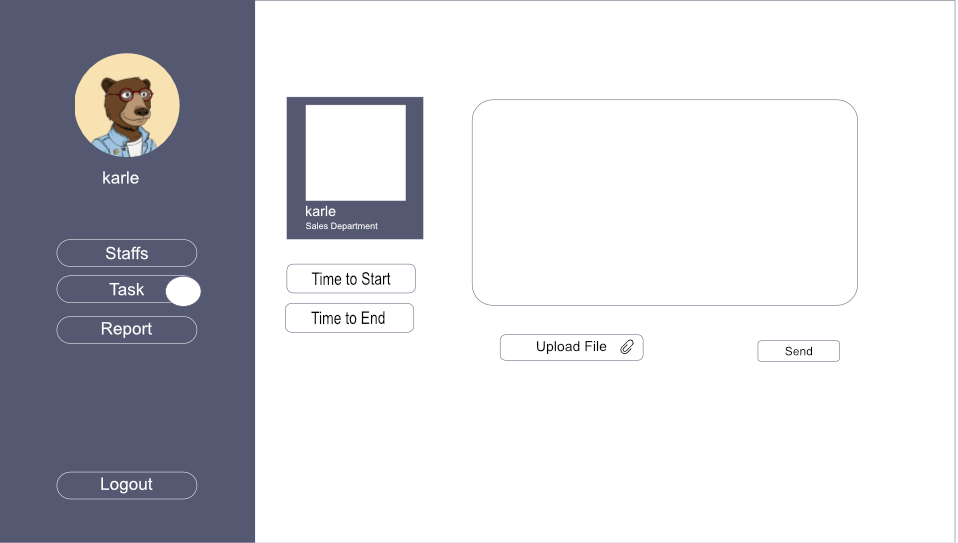 karle
Staffs
Task
Report
Logout
karle
Sales Department
Time to Start
Time to End
Upload File
Send